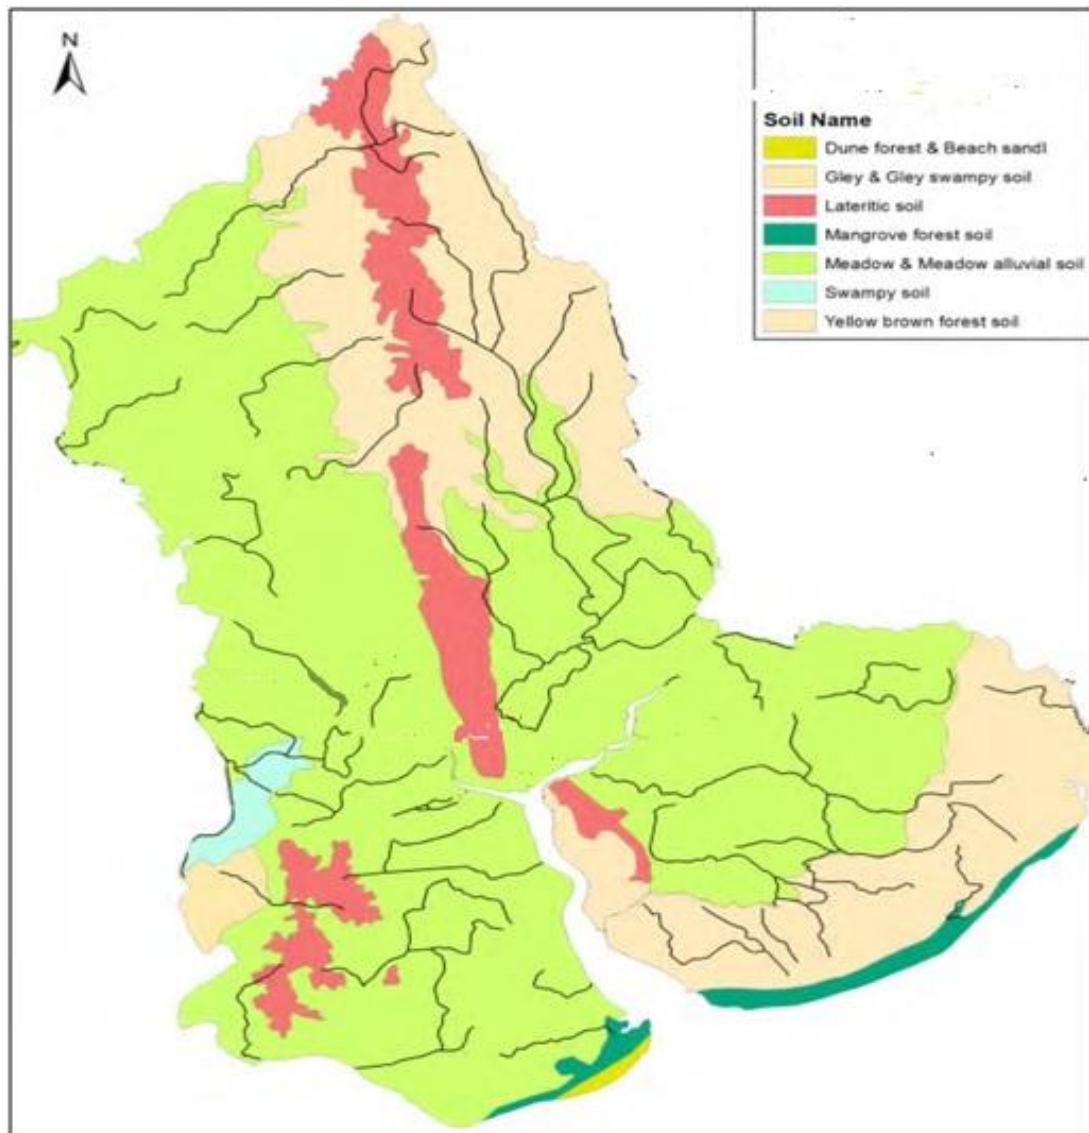 N
Soil Name
Dune forest & Beach sandl
Gley & Gley swampy soil
Lateritic soil
Mangrove forest soil
Meadow & Meadow alluvial soil
Swampy soil
Yellow brown forest soil